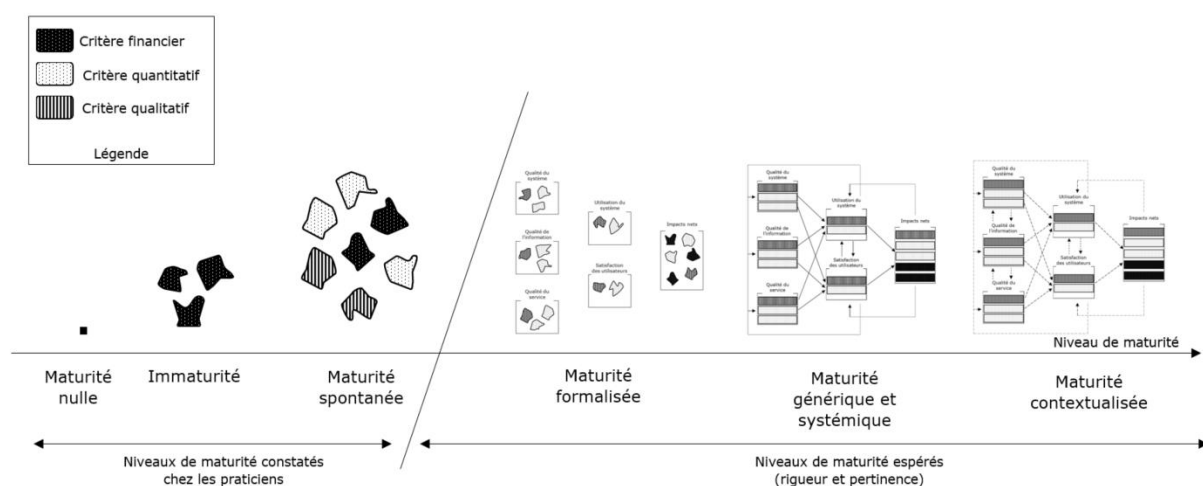 Critère financier
Critère quantitatif
Critère qualitatif
Légende
Qualité du
système
Qualité de
l'information
Qualité du
service
Utilisation du
système
Satisfaction
des utilisateurs
Impacts nets
Qualité du
système
Qualité de
l'information
Qualité du
service
Utilisation du
système
Satisfaction
des utilisateurs
Impacts nets
Qualité du
système
Qualité de
l'information
Qualité du
service
Utilisation du
système
Satisfaction
des utilisateurs
Impacts nets
Niveau de maturité
Maturité
nulle
Immaturité
Maturité
spontanée
Maturité
formalisée
Maturité
générique et
systémique
Maturité
contextualisée
Niveaux de maturité constatés
chez les praticiens
Niveaux de maturité espérés
(rigueur et pertinence)